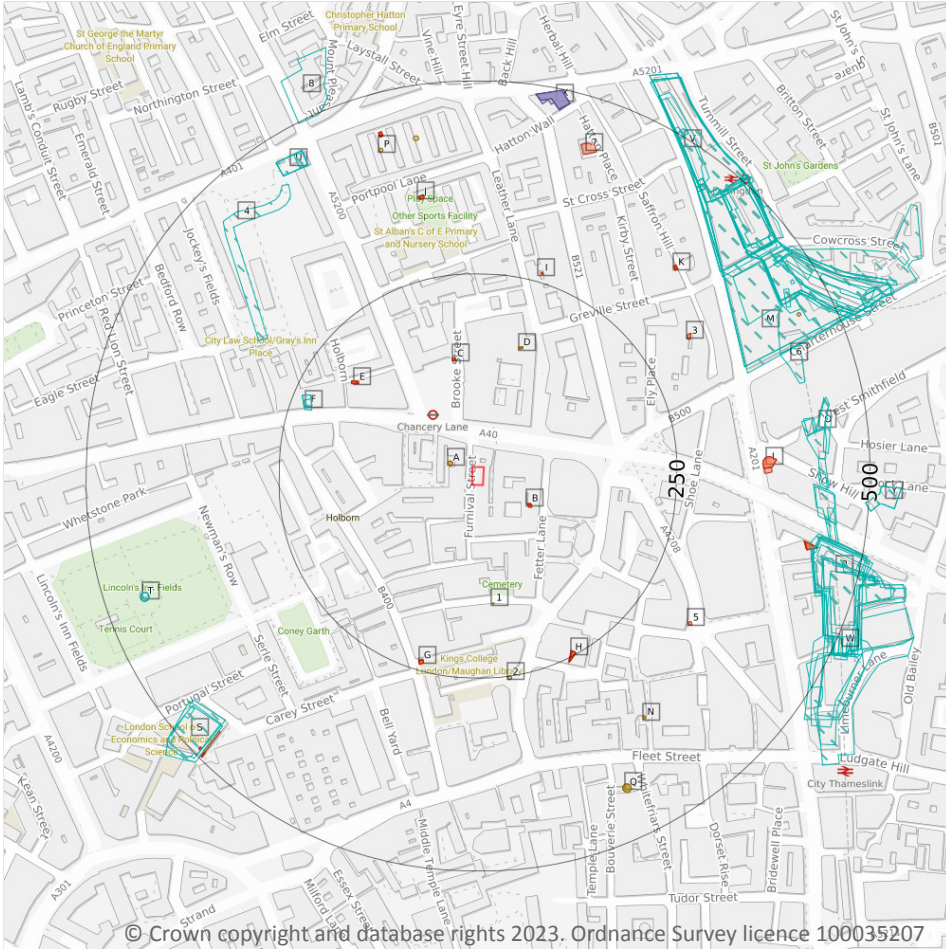 Elm Street
Christopher Hatton
Primary School
St George the Martyr
Church of England Primary
School
Mount Pleasant
Laystall Street
Vine Hill
Eyre Street Hill
Back Hill
Herbal Hill
A5201
St John's Square
Lamb's Conduit Street
Rugby Street
Northington Street
8
Emerald Street
A401
Hatton Wall
Hatton Place
X
7
Turnmill Street
V
Britton Street
St John's Lane
B501
P
U
St John's Gardens
Portpool Lane
J
Play Space
Other Sports Facility
St Alban's C of E Primary
and Nursery School
Leather Lane
St Cross Street
4
A5200
Jockey's Fields
Kirby Street
Saffron Hill
Cowcross Street
Princeton Street
Bedford Row
Red Lion Street
B521
I
K
Greville Street
M
Charterhouse Street
City Law School/Gray's Inn
Place
Holborn
Eagle Street
Brooke Street
C
D
3
6
E
Ely Place
F
West Smithfield
B500
Chancery Lane
A40
O
Hosier Lane
A201
A
Furnival Street
L
Snow Hill
250
500
Shoe Lane
Whetstone Park
Newman's Row
Holborn
B
Fetter Lane
A4208
Lincoln's Inn Fields
Lincoln's Inn Fields
T
Tennis Court
Cemetery
1
B400
R
5
Serle Street
Coney Garth
G
Kings College
London/Maughan Library
H
2
W
Limeburner Lane
Old Bailey
Portugal Street
Carey Street
Bell Yard
N
London School of
Economics and Political
Science
S
A4200
Kean Street
Fleet Street
Ludgate Hill
City Thameslink
Q
A4
Whitefriars Street
Bouverie Street
Temple Lane
Dorset Rise
Bridewell Place
Middle Temple Lane
Essex Street
Milford Lane
A301
Strand
Tudor Street
© Crown copyright and database rights 2023. Ordnance Survey licence 100035207